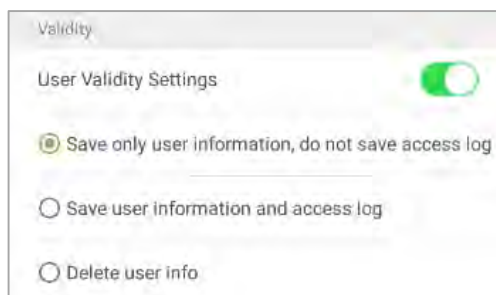 Validity
User Validity Settings
Save only user information, do not save access log
Save user information and access log
Delete user info